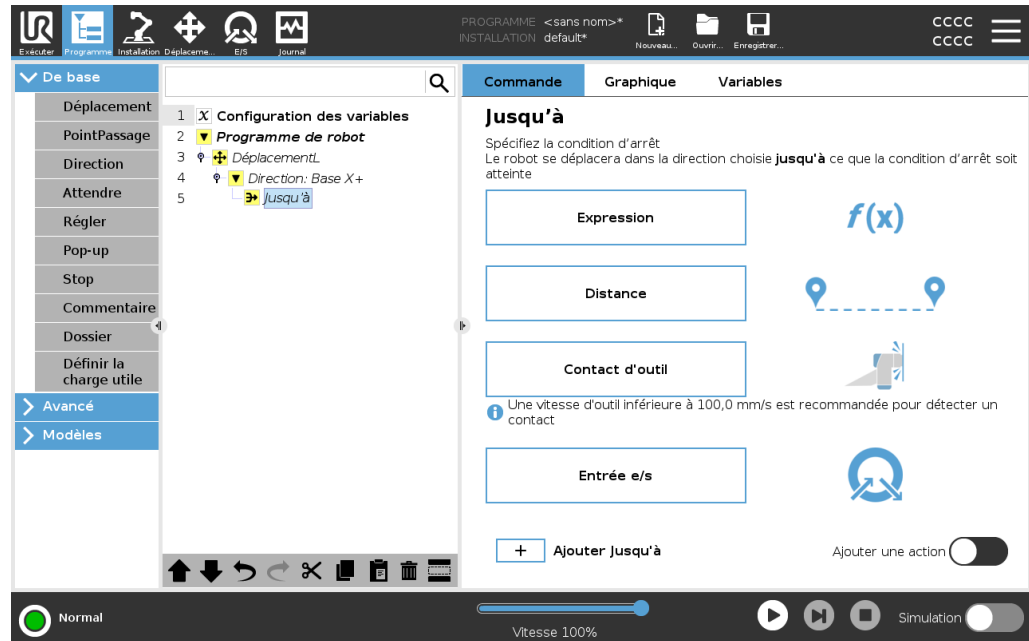 UR
PROGRAMME <sans nom>*
INSTALLATION default*
Exécuter
Programme
Installation
Déplaceme...
E/S
Journal
Nouveau...
Ouvrir...
Enregistrer...
CCCC
CCCC
De base
Déplacement
PointPassage
Direction
Attendre
Régler
Pop-up
Stop
Commentaire
Dossier
Définir la
charge utile
Avancé
Modèles
1 X Configuration des variables
2 Programme de robot
3 DéplacementL
4 Direction: Base X+
5 Jusqu'à
Commande
Graphique
Variables
Jusqu'à
Spécifiez la condition d'arrêt
Le robot se déplacera dans la direction choisie jusqu'à ce que la condition d'arrêt soit
atteinte
Expression
f(x)
Distance
Contact d'outil
Une vitesse d'outil inférieure à 100,0 mm/s est recommandée pour détecter un
contact
Entrée e/s
+ Ajouter Jusqu'à
Ajouter une action
Normal
Vitesse 100%
Simulation